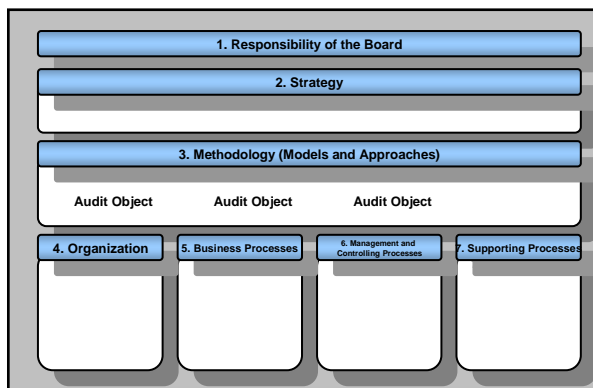 1. Responsibility of the Board
2. Strategy
3. Methodology (Models and Approaches)
Audit Object Audit Object Audit Object
4. Organization
5. Business Processes
6. Management and
Controlling Processes
7. Supporting Processes